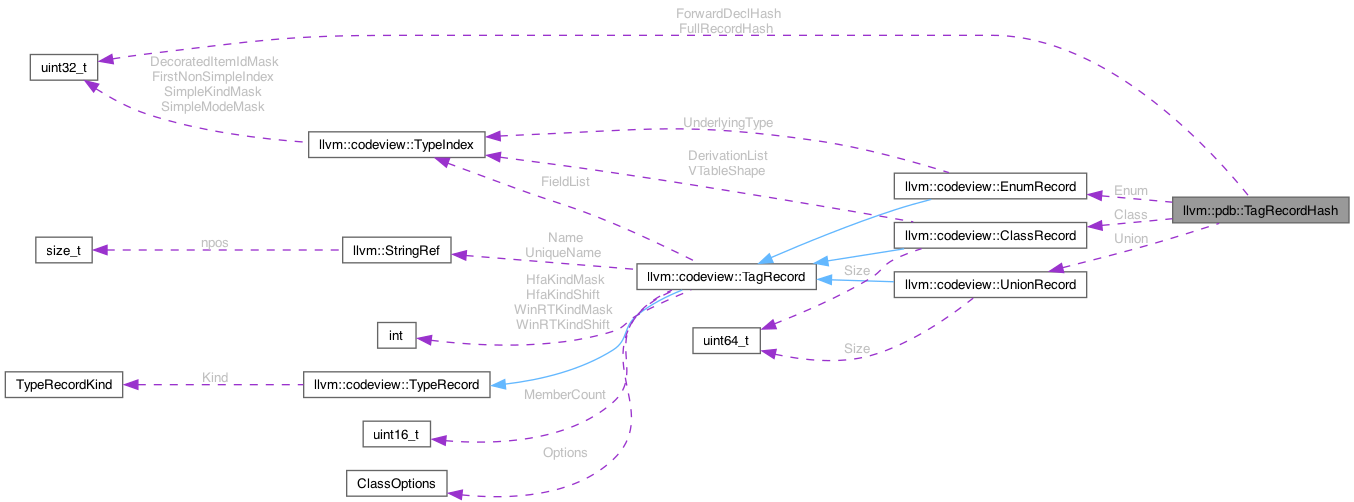 ForwardDeclHash
FullRecordHash
uint32_t
DecoratedItemIdMask
FirstNonSimpleIndex
SimpleKindMask
SimpleModeMask
UnderlyingType
llvm::codeview::TypeIndex
DerivationList
VTableShape
FieldList
llvm::codeview::EnumRecord
Enum
llvm::pdb::TagRecordHash
Class
llvm::codeview::ClassRecord
Union
size_t
npos
llvm::StringRef
Name
UniqueName
llvm::codeview::TagRecord
Size
llvm::codeview::UnionRecord
HfaKindMask
HfaKindShift
WinRTKindMask
WinRTKindShift
int
uint64_t
Size
TypeRecordKind
Kind
llvm::codeview::TypeRecord
MemberCount
uint16_t
Options
ClassOptions